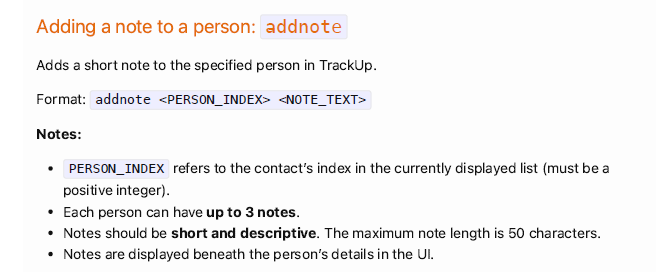 Adding a note to a person: addnote
Adds a short note to the specified person in TrackUp.
Format: addnote <PERSON_INDEX> <NOTE_TEXT>
Notes:
• PERSON_INDEX refers to the contact’s index in the currently displayed list (must be a
positive integer).
• Each person can have up to 3 notes.
• Notes should be short and descriptive. The maximum note length is 50 characters.
• Notes are displayed beneath the person’s details in the UI.